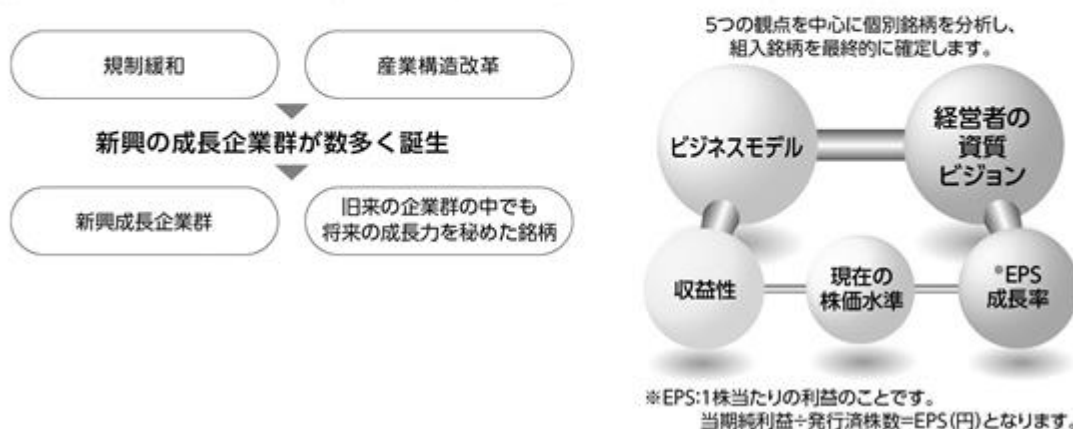 規制緩和
産業構造改革
新興の成長企業群が数多く誕生
新興成長企業群
旧来の企業群の中でも
将来の成長力を秘めた銘柄
5つの観点を中心に個別銘柄を分析し、
組入銘柄を最終的に確定します。
ビジネスモデル
経営者の
資質
ビジョン
収益性
現在の
株価水準
※EPS
成長率
※EPS:1株当たりの利益のことです。
当期純利益÷発行済株数=EPS(円)となります。